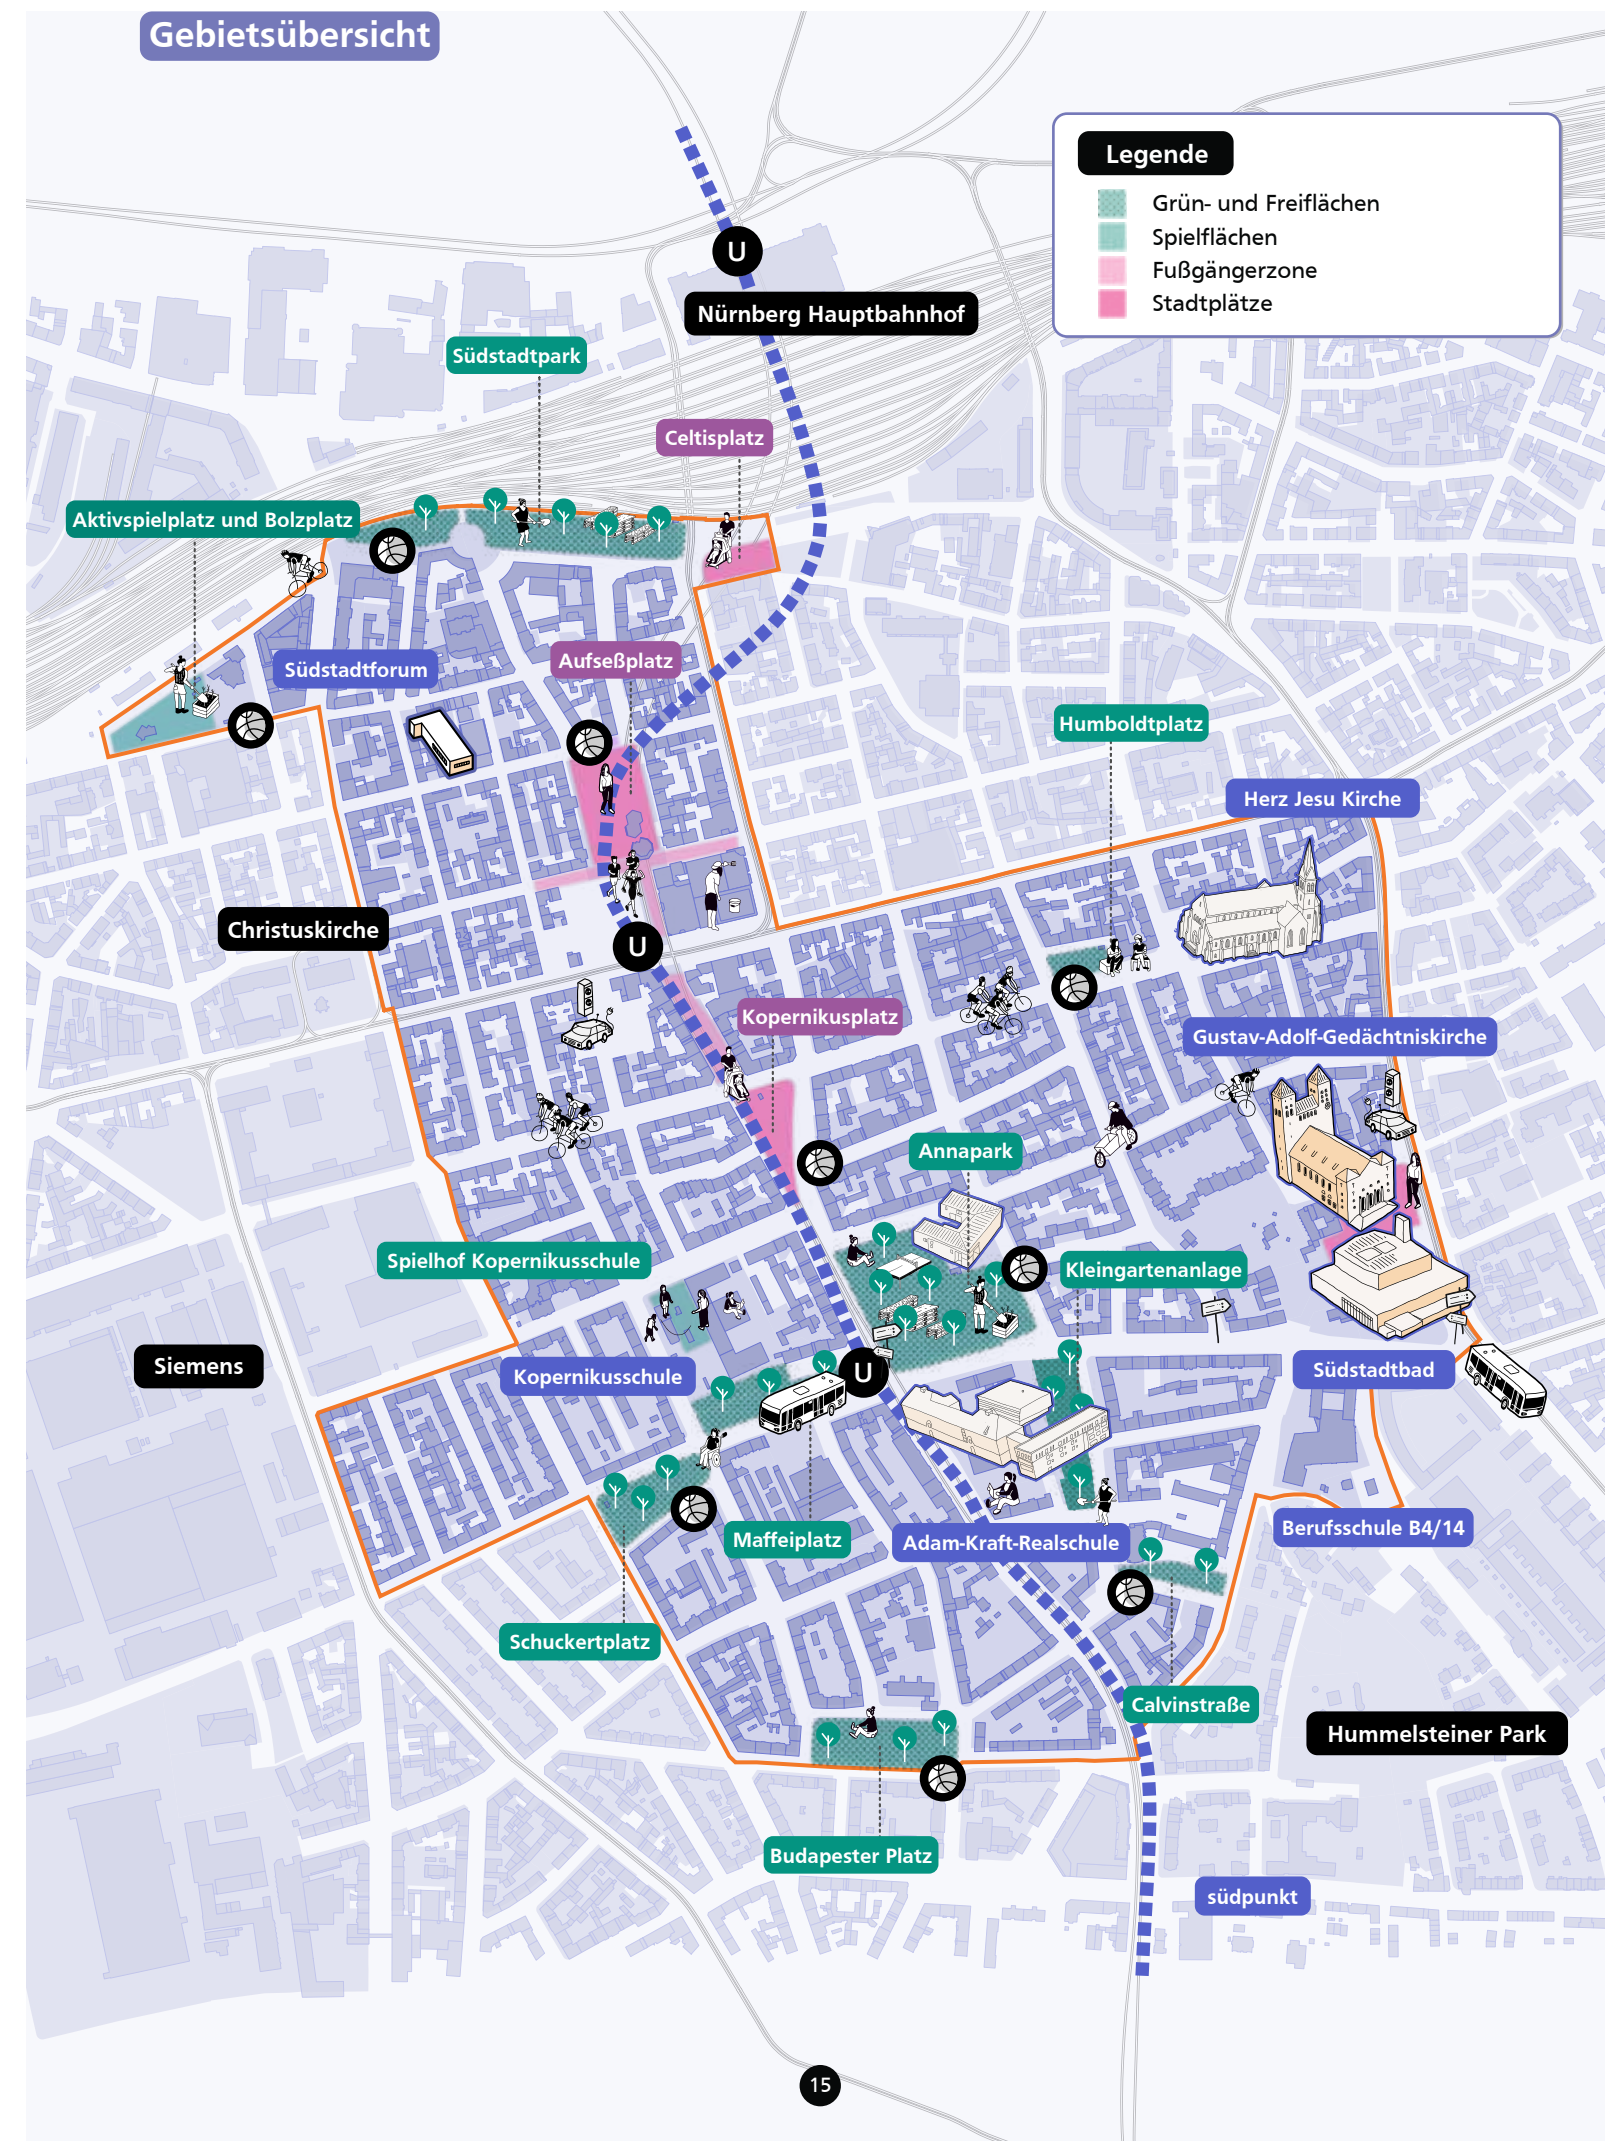 Gebietsübersicht
Legende
Grün- und Freiflächen
Spielflächen
Fußgängerzone
Stadtplätze
U
Nürnberg Hauptbahnhof
Südstadtpark
Celtisplatz
Aktivspielplatz und Bolzplatz
Südstadtforum
Aufseßplatz
Humboldtplatz
Herz Jesu Kirche
Christuskirche
U
Kopernikusplatz
Gustav-Adolf-Gedächtniskirche
Annapark
Spielhof Kopernikusschule
Kleingartenanlage
Siemens
Kopernikusschule
U
Südstadtbad
Maffeiplatz
Adam-Kraft-Realschule
Berufsschule B4/14
Schuckertplatz
Calvinstraße
Hummelsteiner Park
Budapester Platz
südpunkt
15